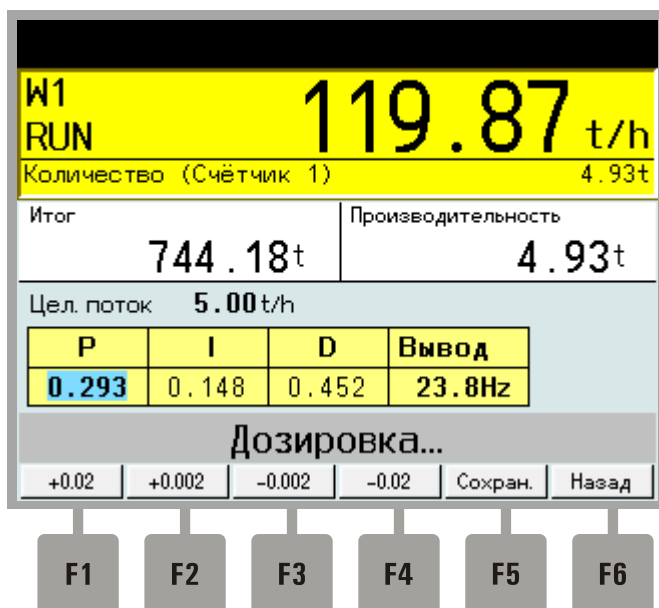 W1
119.87 t/h
RUN
Количество (Счётчик 1) 4.93t
Итог Производительность
744.18t 4.93t
Цел. поток 5.00t/h
P I D Вывод
0.293 0.148 0.452 23.8Hz
Дозировка...
+0.02 +0.002 -0.002 -0.02 Сохран. Назад
F1 F2 F3 F4 F5 F6